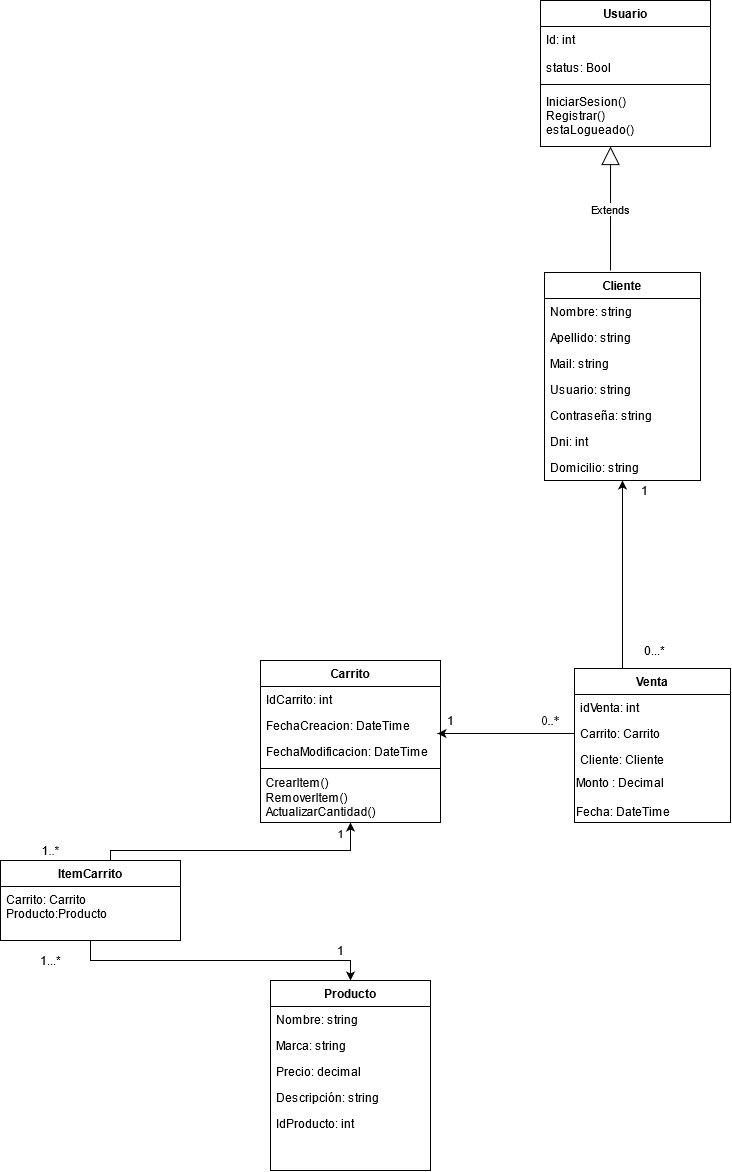 Usuario
Id: int
status: Bool
IniciarSesion()
Registrar()
estaLogueado()
Extends
Cliente
Nombre: string
Apellido: string
Mail: string
Usuario: string
Contraseña: string
Dni: int
Domicilio: string
1
0...*
Carrito
IdCarrito: int
FechaCreacion: DateTime
FechaModificacion: DateTime
CrearItem()
RemoverItem()
ActualizarCantidad()
1
0..*
Venta
idVenta: int
Carrito: Carrito
Cliente: Cliente
Monto : Decimal
Fecha: DateTime
1
1..*
ItemCarrito
Carrito: Carrito
Producto:Producto
1...*
1
Producto
Nombre: string
Marca: string
Precio: decimal
Descripción: string
IdProducto: int